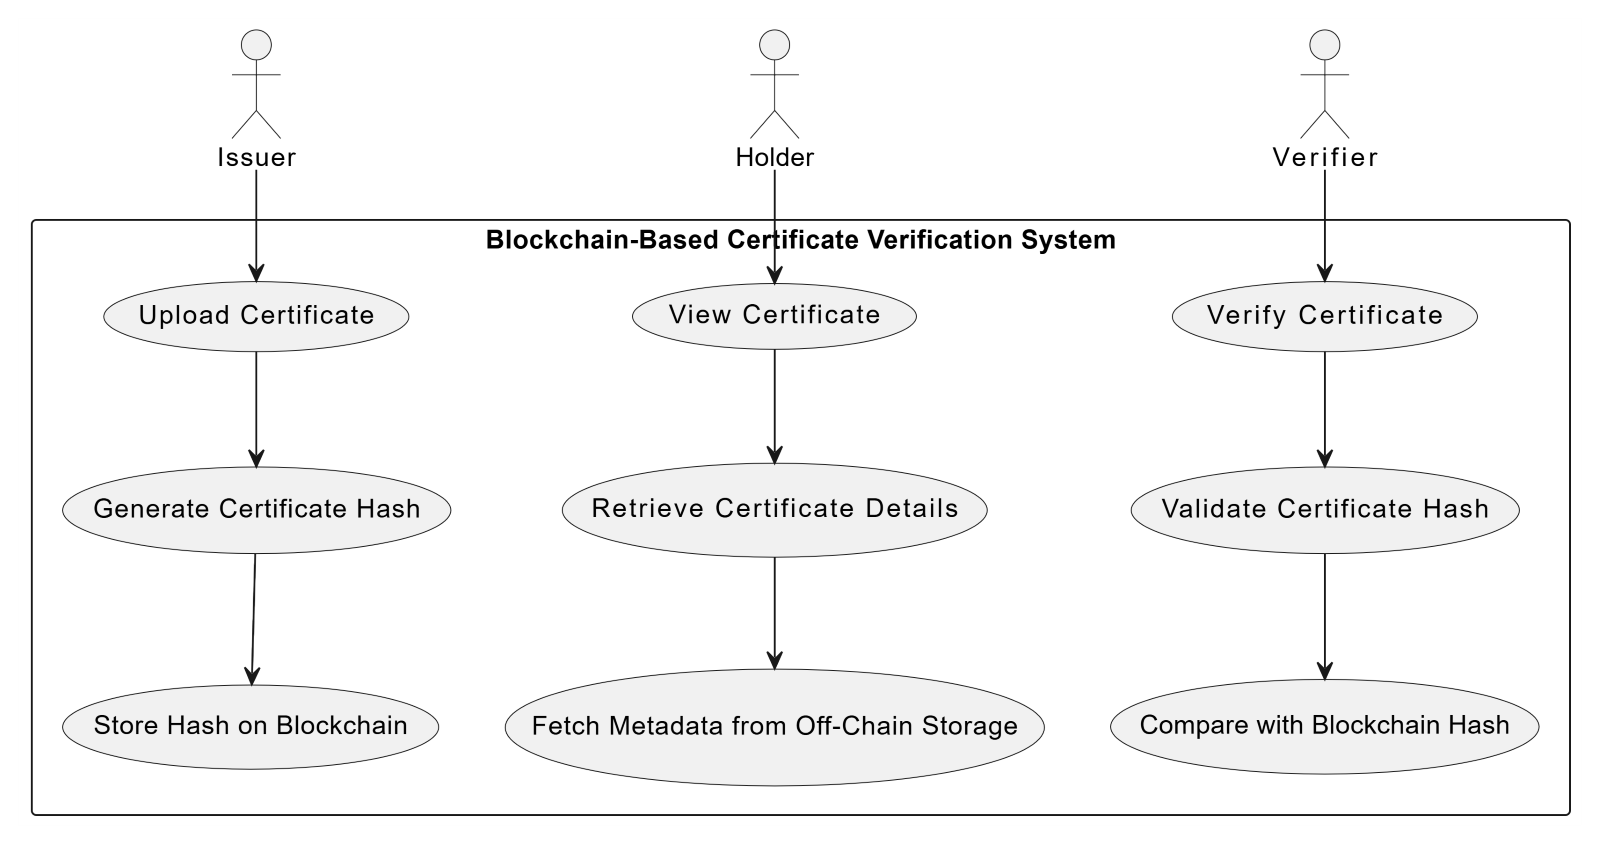 Issuer
Holder
Verifier
Blockchain-Based Certificate Verification System
Upload Certificate
View Certificate
Verify Certificate
Generate Certificate Hash
Retrieve Certificate Details
Validate Certificate Hash
Store Hash on Blockchain
Fetch Metadata from Off-Chain Storage
Compare with Blockchain Hash